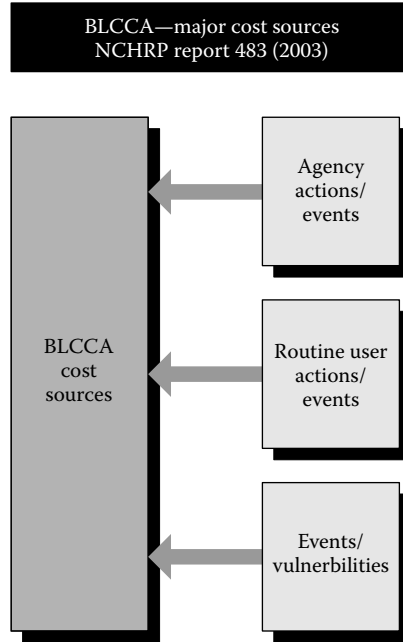 BLCCA—major cost sources
NCHRP report 483 (2003)
BLCCA
cost
sources
Agency
actions/
events
Routine user
actions/
events
Events/
vulnerbilities